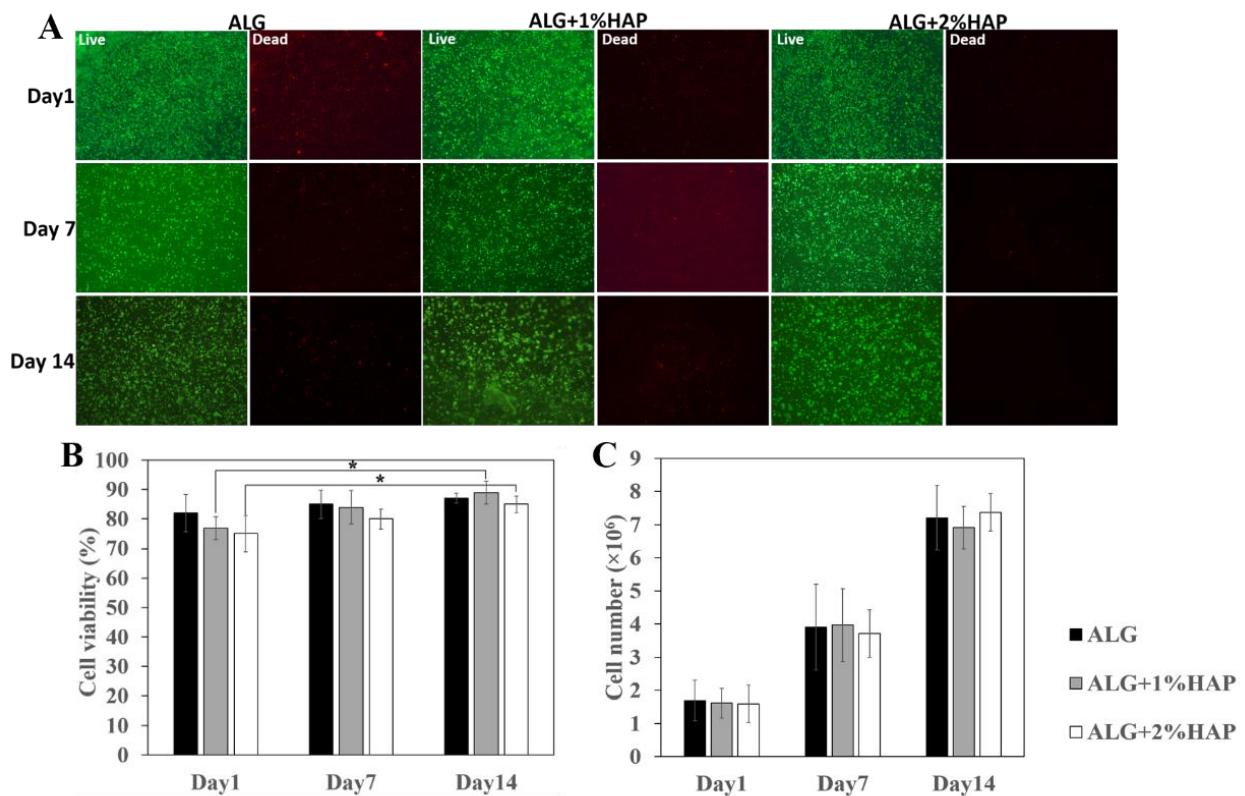 A
ALG
ALG+1%HAP
ALG+2%HAP
Live
Dead
Live
Dead
Live
Dead
Day1
Day 7
Day 14
B
Cell viability (%)
100
90
80
70
60
50
40
30
20
10
0
*
*
Day1
Day7
Day14
C
Cell number (×10⁶)
9
8
7
6
5
4
3
2
1
0
Day1
Day7
Day14
ALG
ALG+1%HAP
ALG+2%HAP